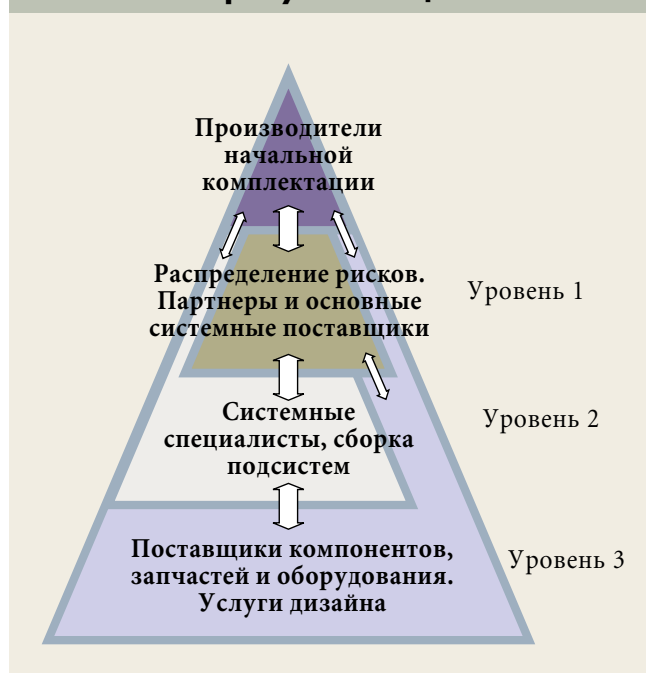 Производители
начальной
комплектации
Распределение рисков.
Партнеры и основные
системные поставщики
Уровень 1
Системные
специалисты, сборка
подсистем
Уровень 2
Поставщики компонентов,
запчастей и оборудования.
Услуги дизайна
Уровень 3